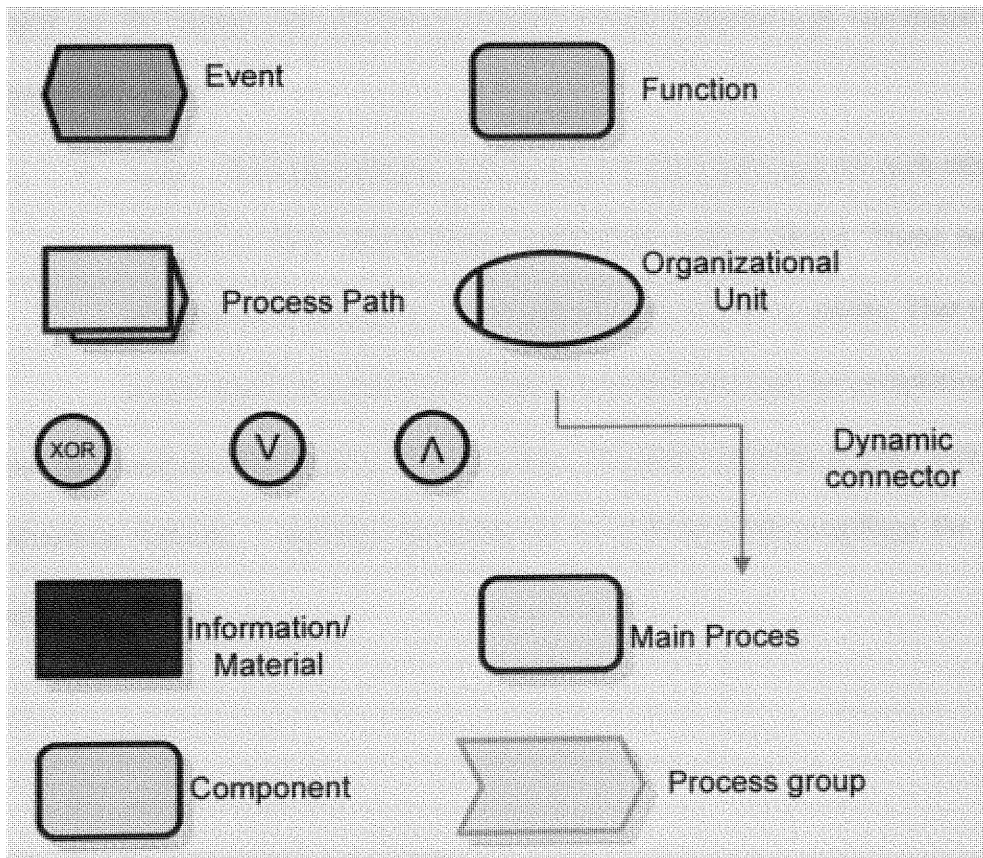 Event
Function
Process Path
Organizational
Unit
XOR
V
Λ
Dynamic
connector
Information/
Material
Main Proces
Component
Process group